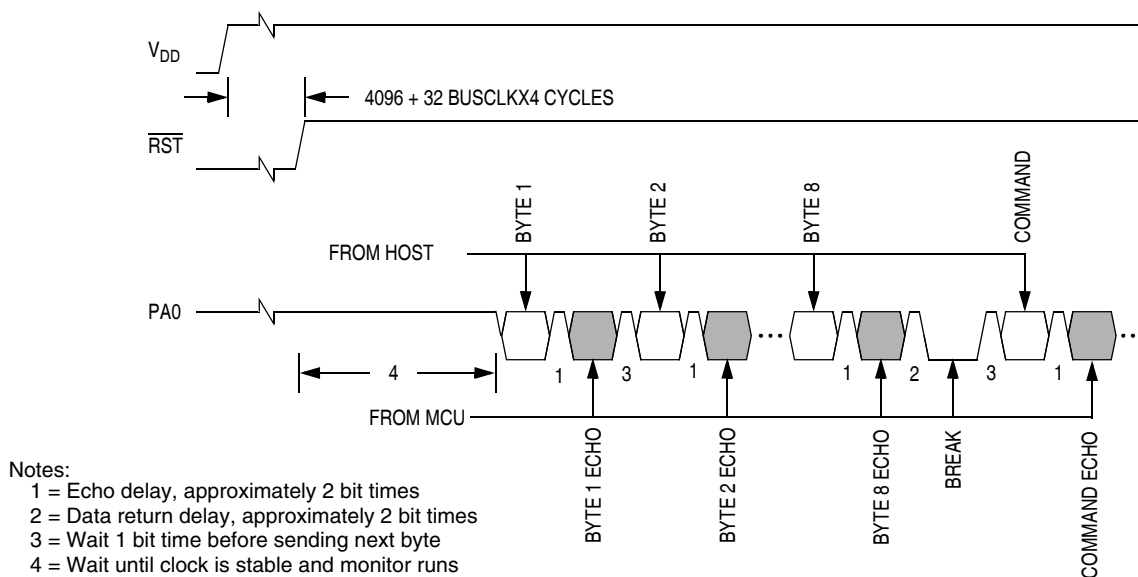 VDD
4096 + 32 BUSCLKX4 CYCLES
RST
BYTE 1
BYTE 2
BYTE 8
COMMAND
FROM HOST
PA0
4
1
3
1
1
2
3
1
FROM MCU
BYTE 1 ECHO
BYTE 2 ECHO
BYTE 8 ECHO
BREAK
COMMAND ECHO
Notes:
1 = Echo delay, approximately 2 bit times
2 = Data return delay, approximately 2 bit times
3 = Wait 1 bit time before sending next byte
4 = Wait until clock is stable and monitor runs